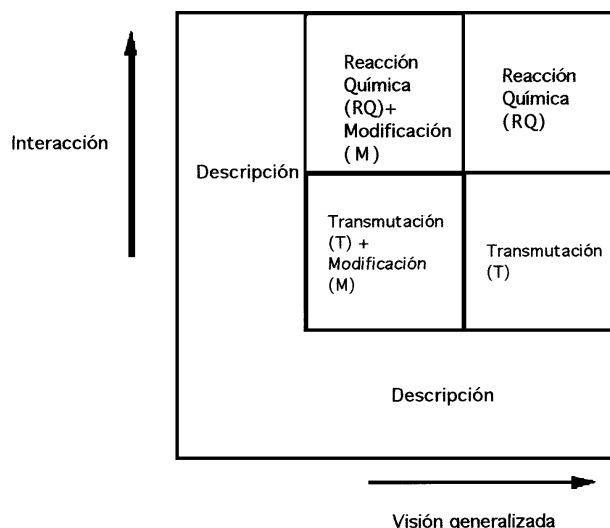 Interacción
Descripción
Reacción
Química
(RQ)+
Modificación
(M)
Reacción
Química
(RQ)
Transmutación
(T) +
Modificación
(M)
Transmutación
(T)
Descripción
Visión generalizada